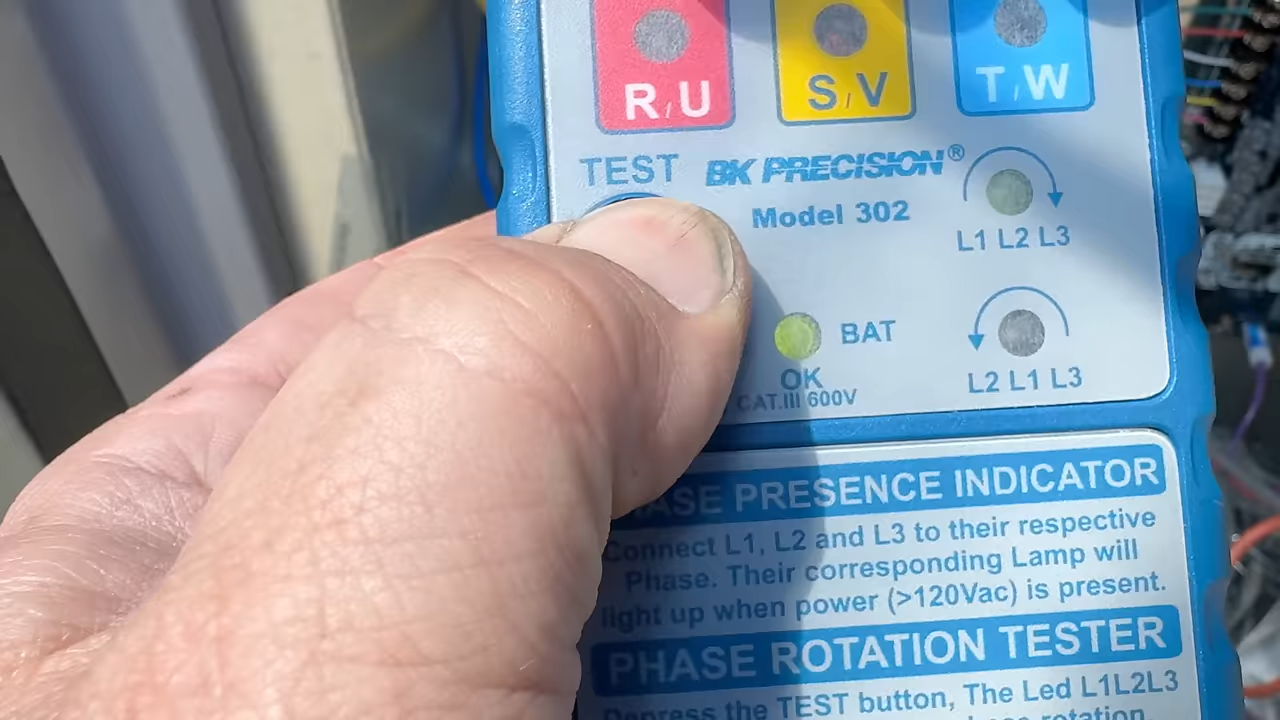 R/U
S/V
T/W
TEST
BK PRECISION®
Model 302
L1 L2 L3
BAT
OK
L2 L1 L3
CAT.III 600V
PRESENCE INDICATOR
Connect L1, L2 and L3 to their respective
Phase. Their corresponding Lamp will
light up when power (>120Vac) is present.
PHASE ROTATION TESTER
Depress the TEST button, The Led L1L2L3
rotation